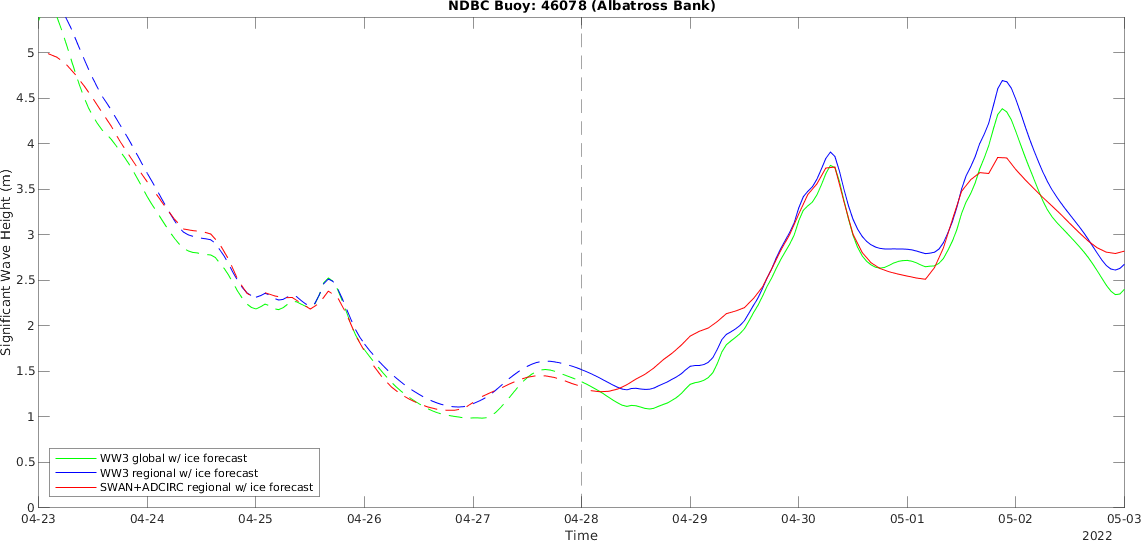 NDBC Buoy: 46078 (Albatross Bank)
Significant Wave Height (m)
5
4.5
4
3.5
3
2.5
2
1.5
1
0.5
0
WW3 global w/ ice forecast
WW3 regional w/ ice forecast
SWAN+ADCIRC regional w/ ice forecast
04-23 04-24 04-25 04-26 04-27 04-28 04-29 04-30 05-01 05-02 05-03
Time
2022